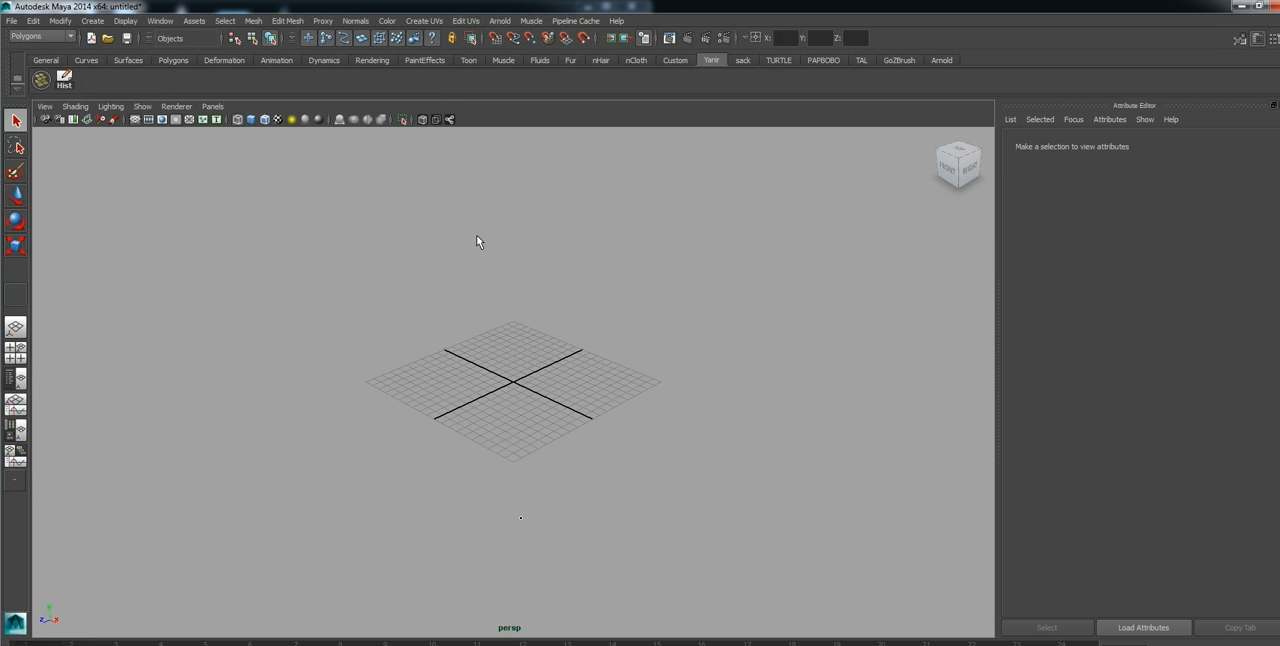 Autodesk Maya 2014 x64: untitled*
File Edit Modify Create Display Window Assets Select Mesh Edit Mesh Proxy Normals Color Create UVs Edit UVs Arnold Muscle Pipeline Cache Help
Polygons Objects X: Y: Z:
General Curves Surfaces Polygons Deformation Animation Dynamics Rendering PaintEffects Toon Muscle Fluids Fur nHair nCloth Custom Yanir sack TURTLE PAPBOBO TAL GoZBrush Arnold
Hist
View Shading Lighting Show Renderer Panels
Attribute Editor
List Selected Focus Attributes Show Help
Make a selection to view attributes
TOP
FRONT RIGHT
z x
persp
Select Load Attributes Copy Tab